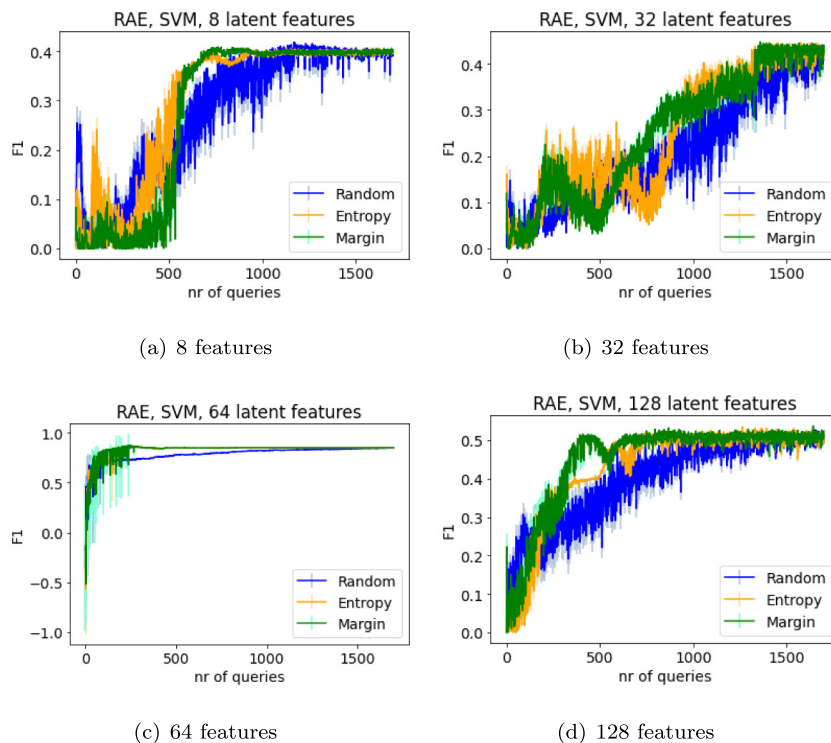 RAE, SVM, 8 latent features
F1
0.4
0.3
0.2
0.1
0.0
Random
Entropy
Margin
0
500
1000
1500
nr of queries
(a) 8 features
RAE, SVM, 32 latent features
F1
0.4
0.3
0.2
0.1
0.0
Random
Entropy
Margin
0
500
1000
1500
nr of queries
(b) 32 features
RAE, SVM, 64 latent features
F1
1.0
0.5
0.0
−0.5
−1.0
Random
Entropy
Margin
0
500
1000
1500
nr of queries
(c) 64 features
RAE, SVM, 128 latent features
F1
0.5
0.4
0.3
0.2
0.1
0.0
Random
Entropy
Margin
0
500
1000
1500
nr of queries
(d) 128 features